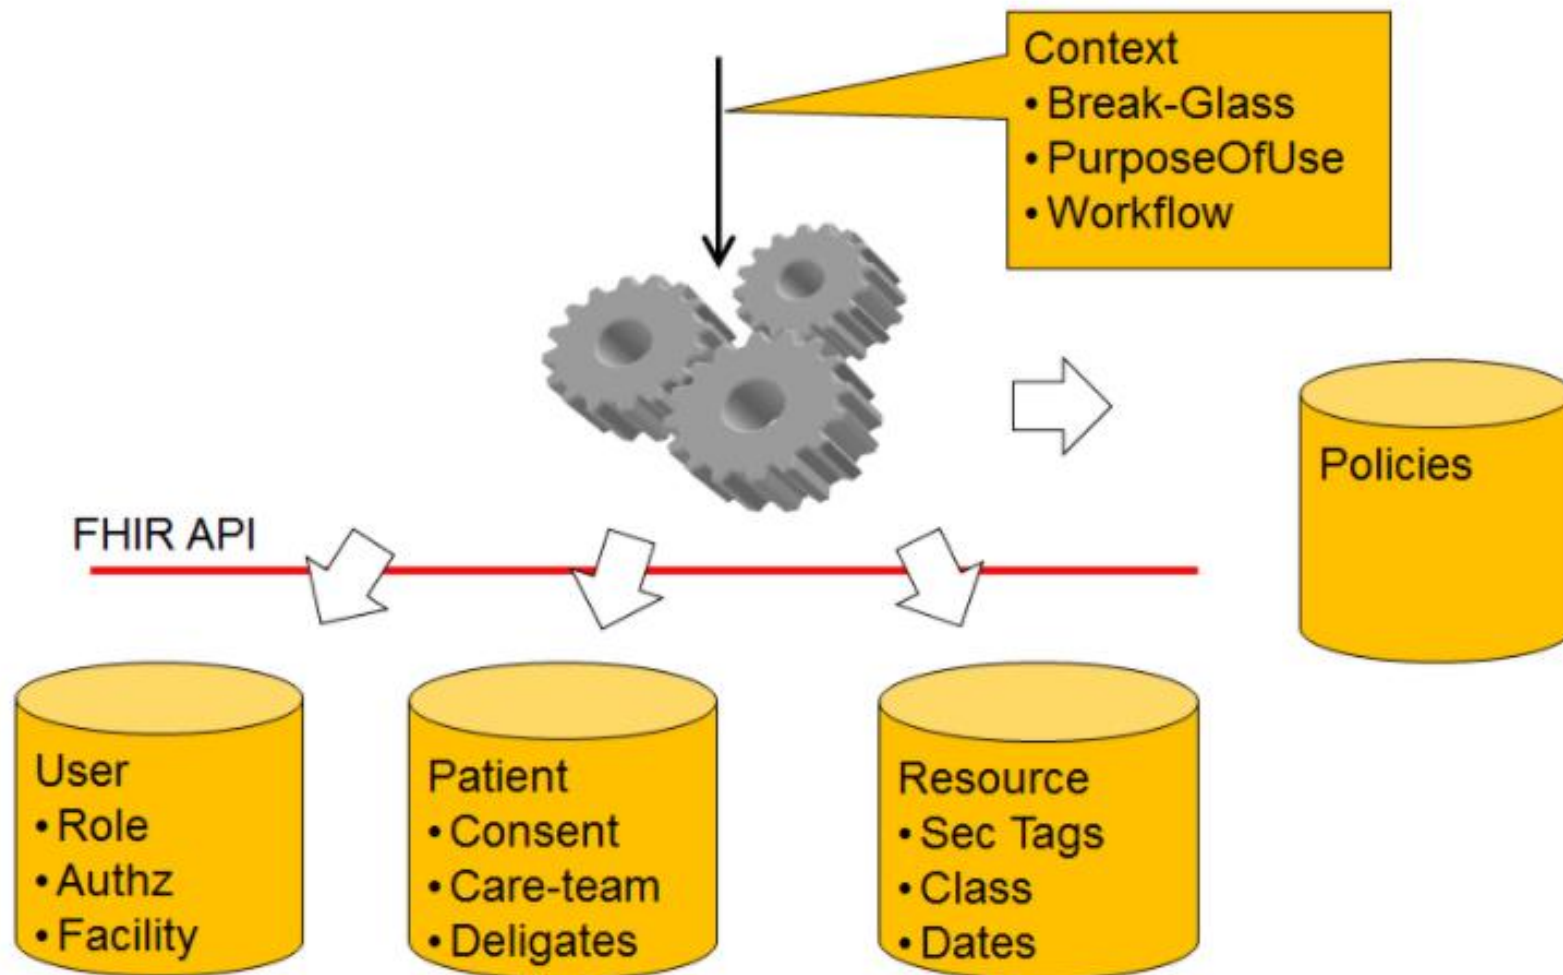 Context
• Break-Glass
• PurposeOfUse
• Workflow
Policies
FHIR API
User
• Role
• Authz
• Facility
Patient
• Consent
• Care-team
• Deligates
Resource
• Sec Tags
• Class
• Dates